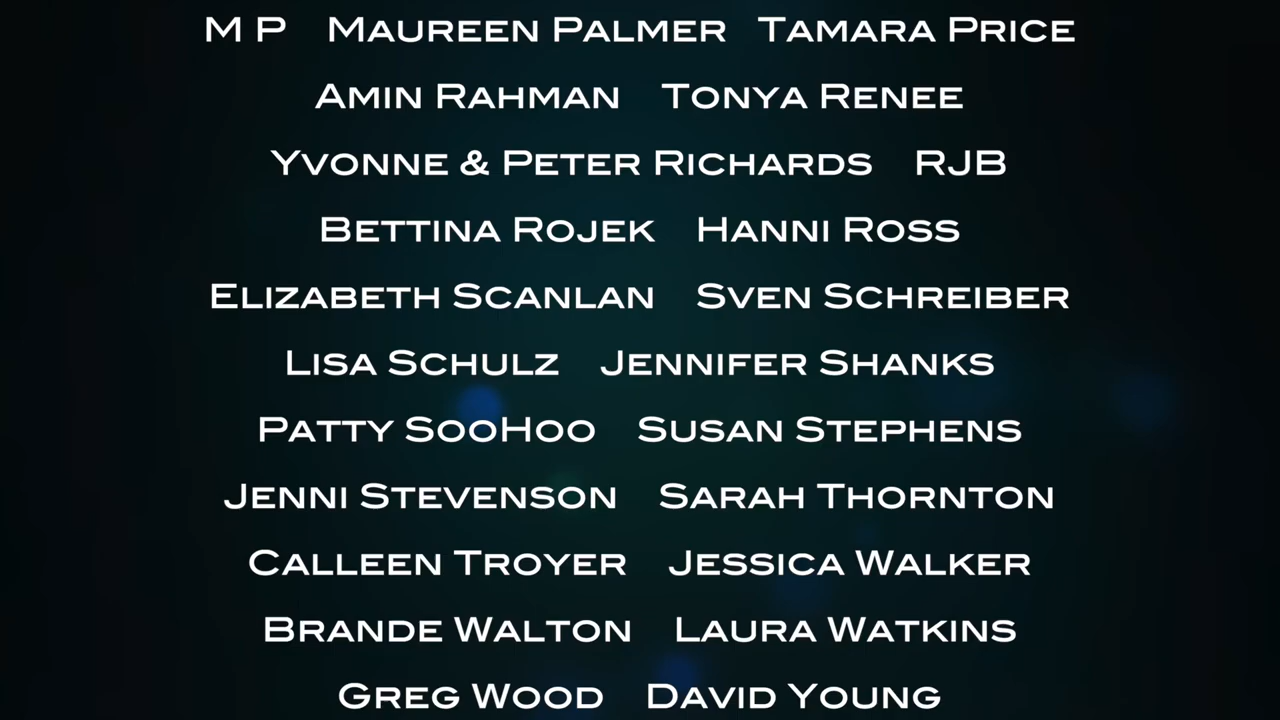 M P Maureen Palmer Tamara Price
Amin Rahman Tonya Renee
Yvonne & Peter Richards RJB
Bettina Rojek Hanni Ross
Elizabeth Scanlan Sven Schreiber
Lisa Schulz Jennifer Shanks
Patty SooHoo Susan Stephens
Jenni Stevenson Sarah Thornton
Calleen Troyer Jessica Walker
Brande Walton Laura Watkins
Greg Wood David Young